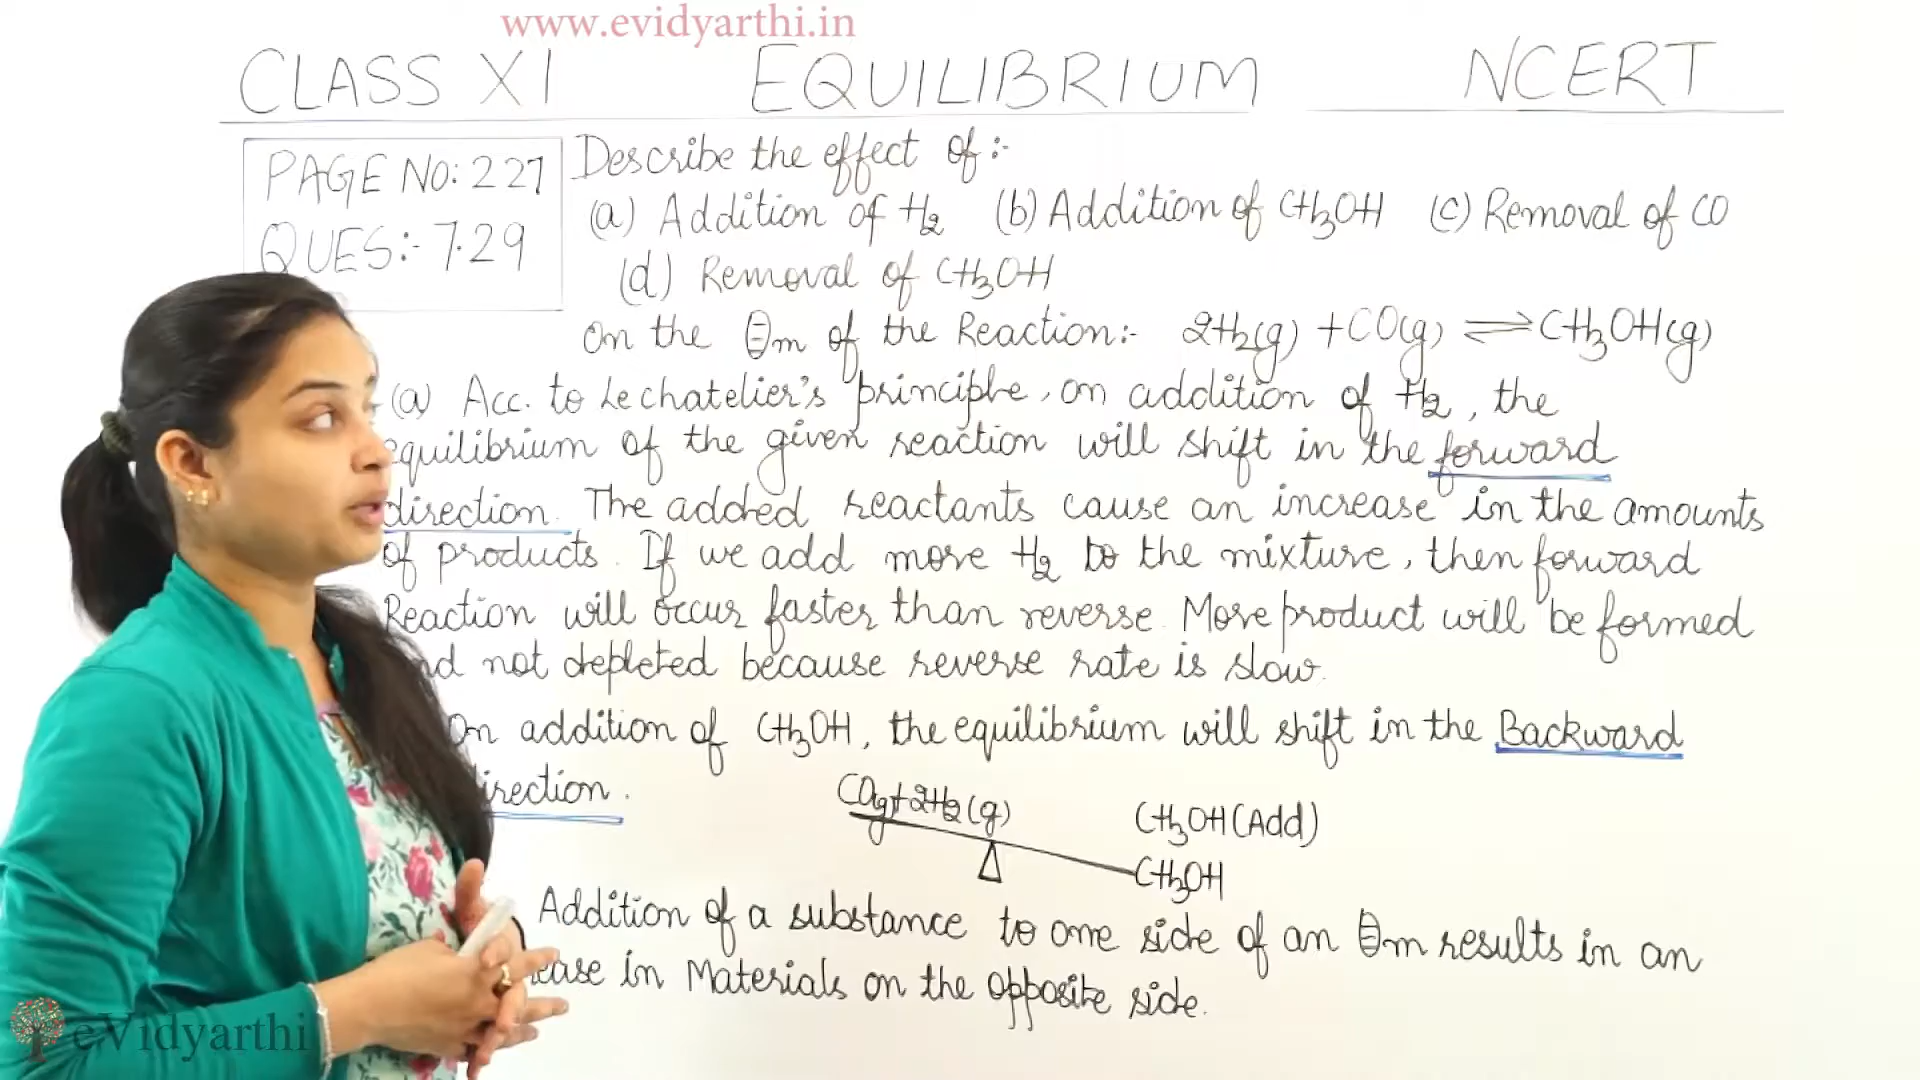 www.evidyarthi.in
CLASS XI EQUILIBRIUM NCERT
PAGE NO: 227
QUES:- 7.29
Describe the effect of :-
(a) Addition of H2 (b) Addition of CH3OH (c) Removal of CO
(d) Removal of CH3OH
on the Θm of the Reaction:- 2H2(g) + CO(g) ⇌ CH3OH(g)
(a) Acc. to Le chatelier's principle, on addition of H2, the
equilibrium of the given reaction will shift in the forward
direction. The added reactants cause an increase in the amounts
of products. If we add more H2 to the mixture, then forward
Reaction will occur faster than reverse. More product will be formed
not depleted because reverse rate is slow.
On addition of CH3OH, the equilibrium will shift in the Backward
irection.
CO(g) + 2H2(g)
CH3OH (Add)
CH3OH
Addition of a substance to one side of an Θm results in an
ease in Materials on the opposite side.
eVidyarthi